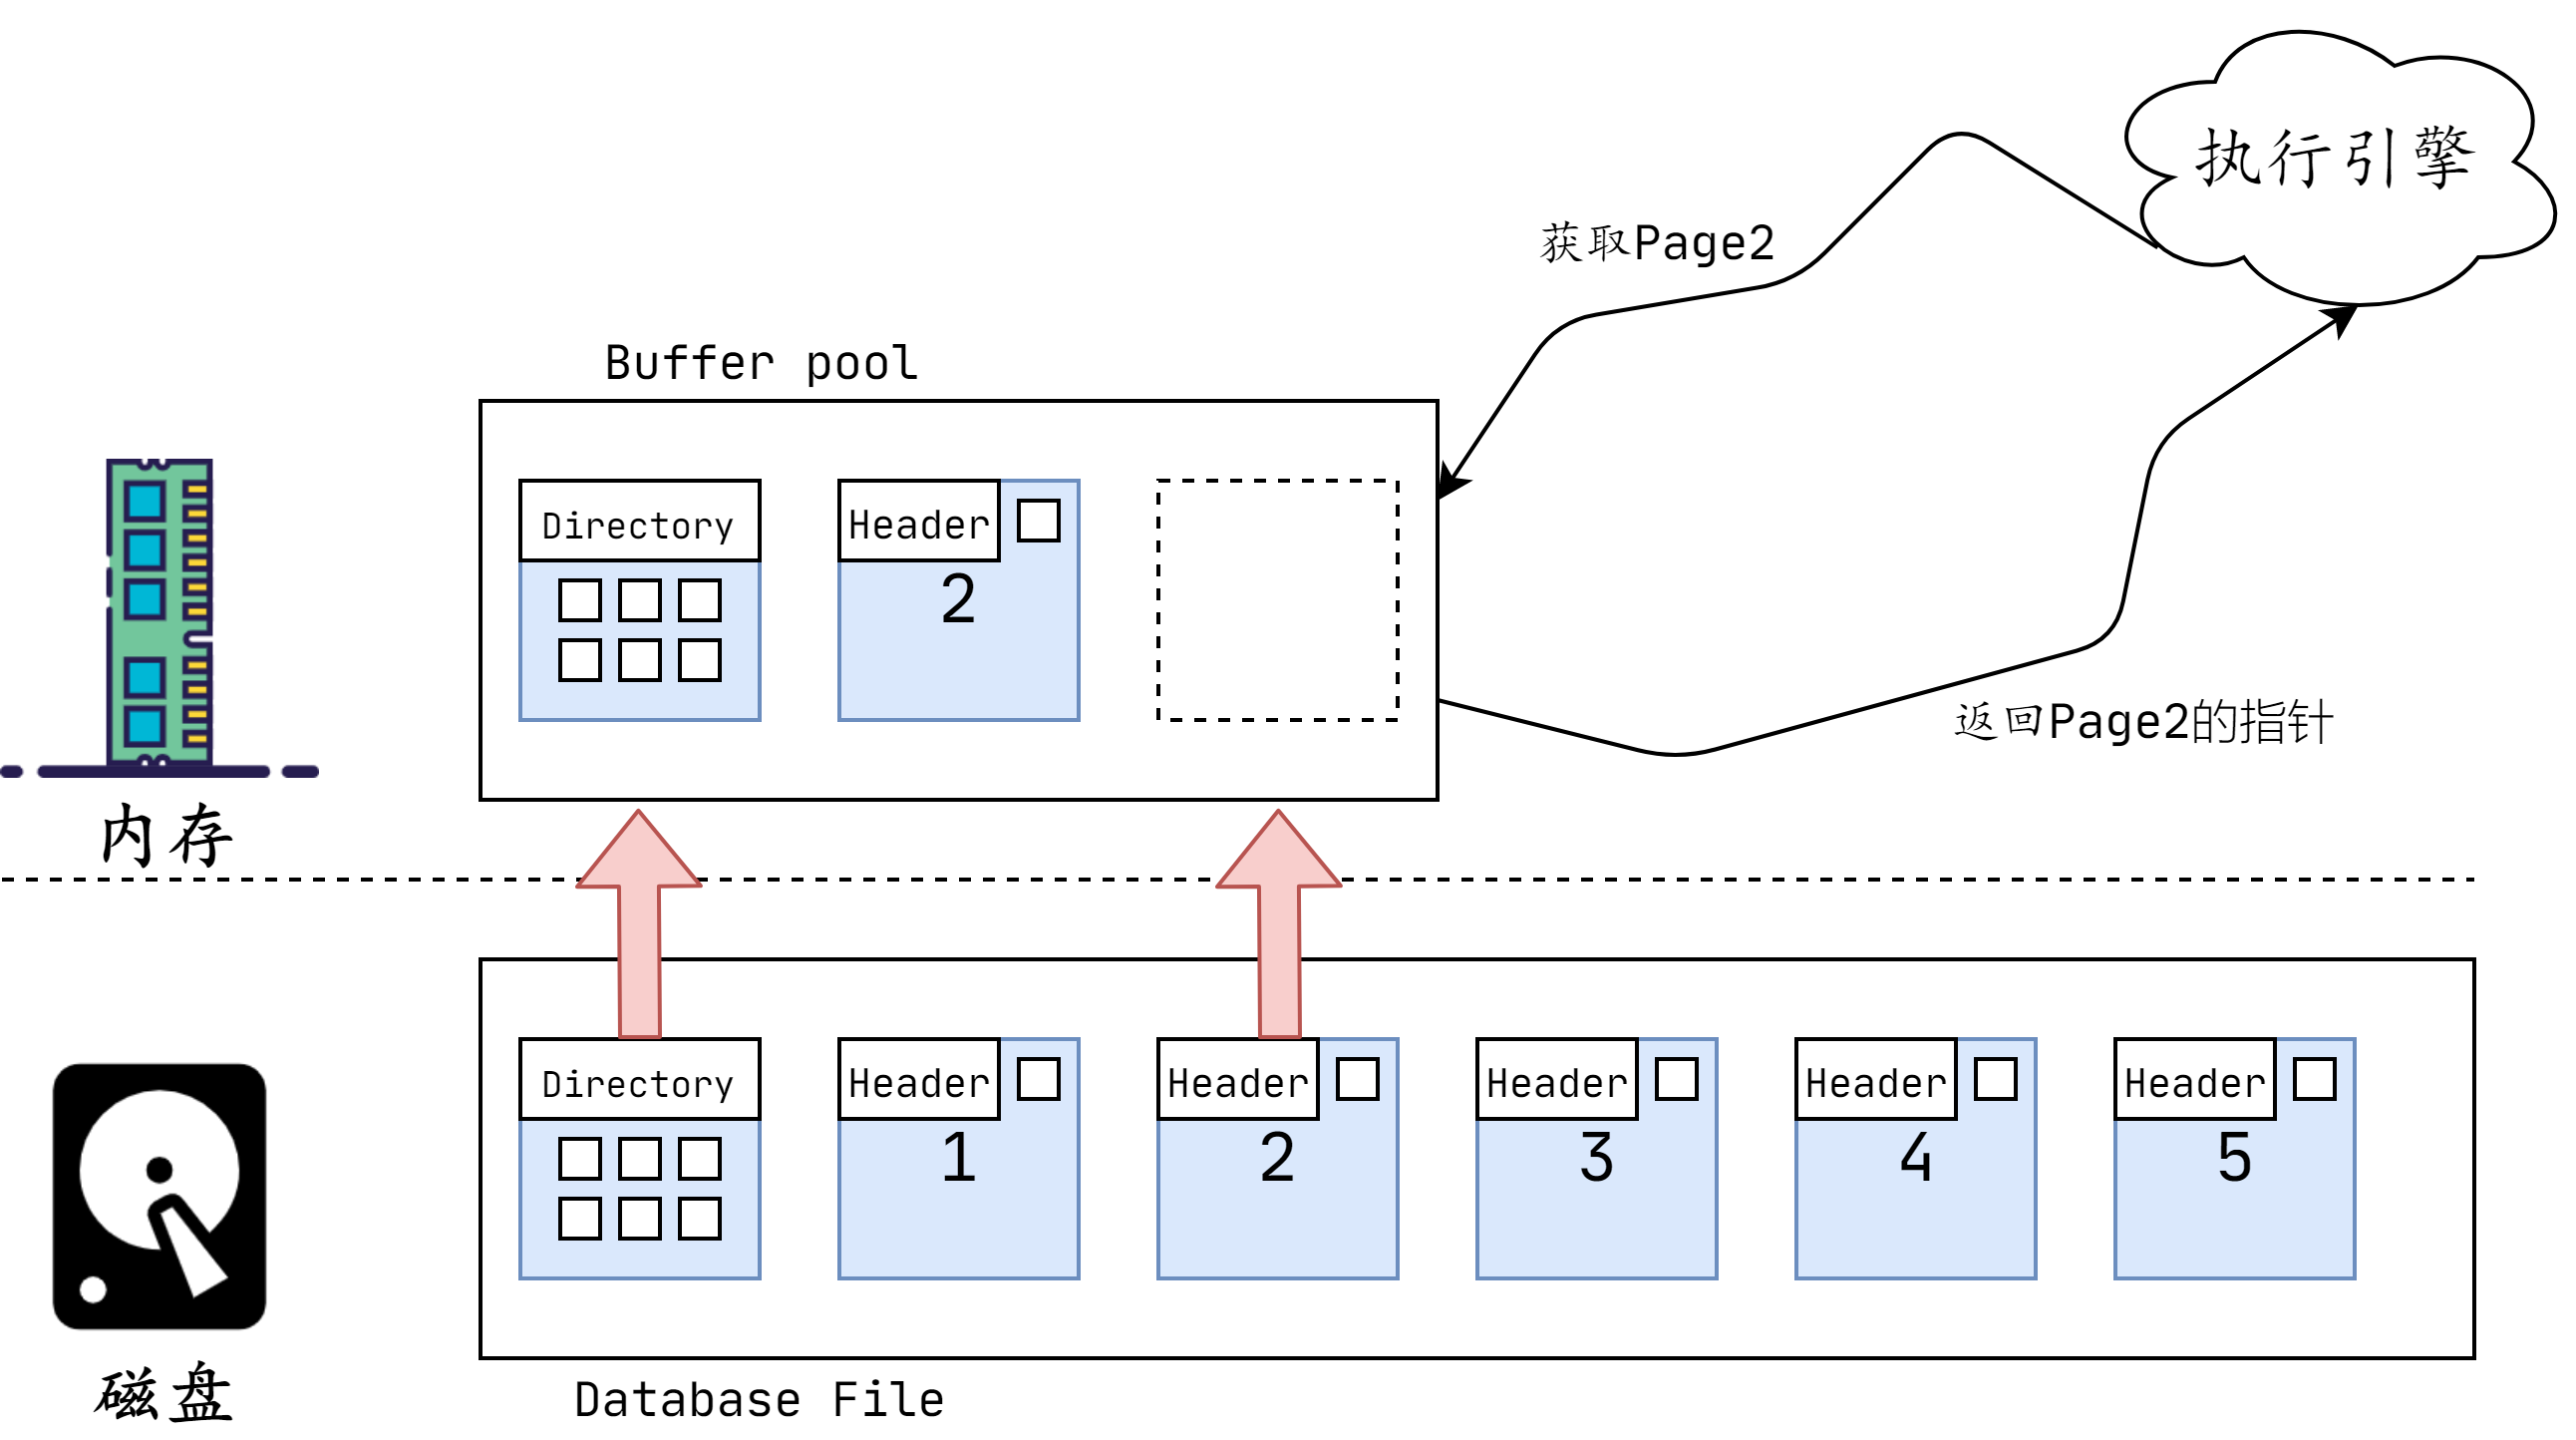 执行引擎
获取Page2
Buffer pool
Directory
Header
2
返回Page2的指针
内存
Directory
Header
1
Header
2
Header
3
Header
4
Header
5
磁盘
Database File